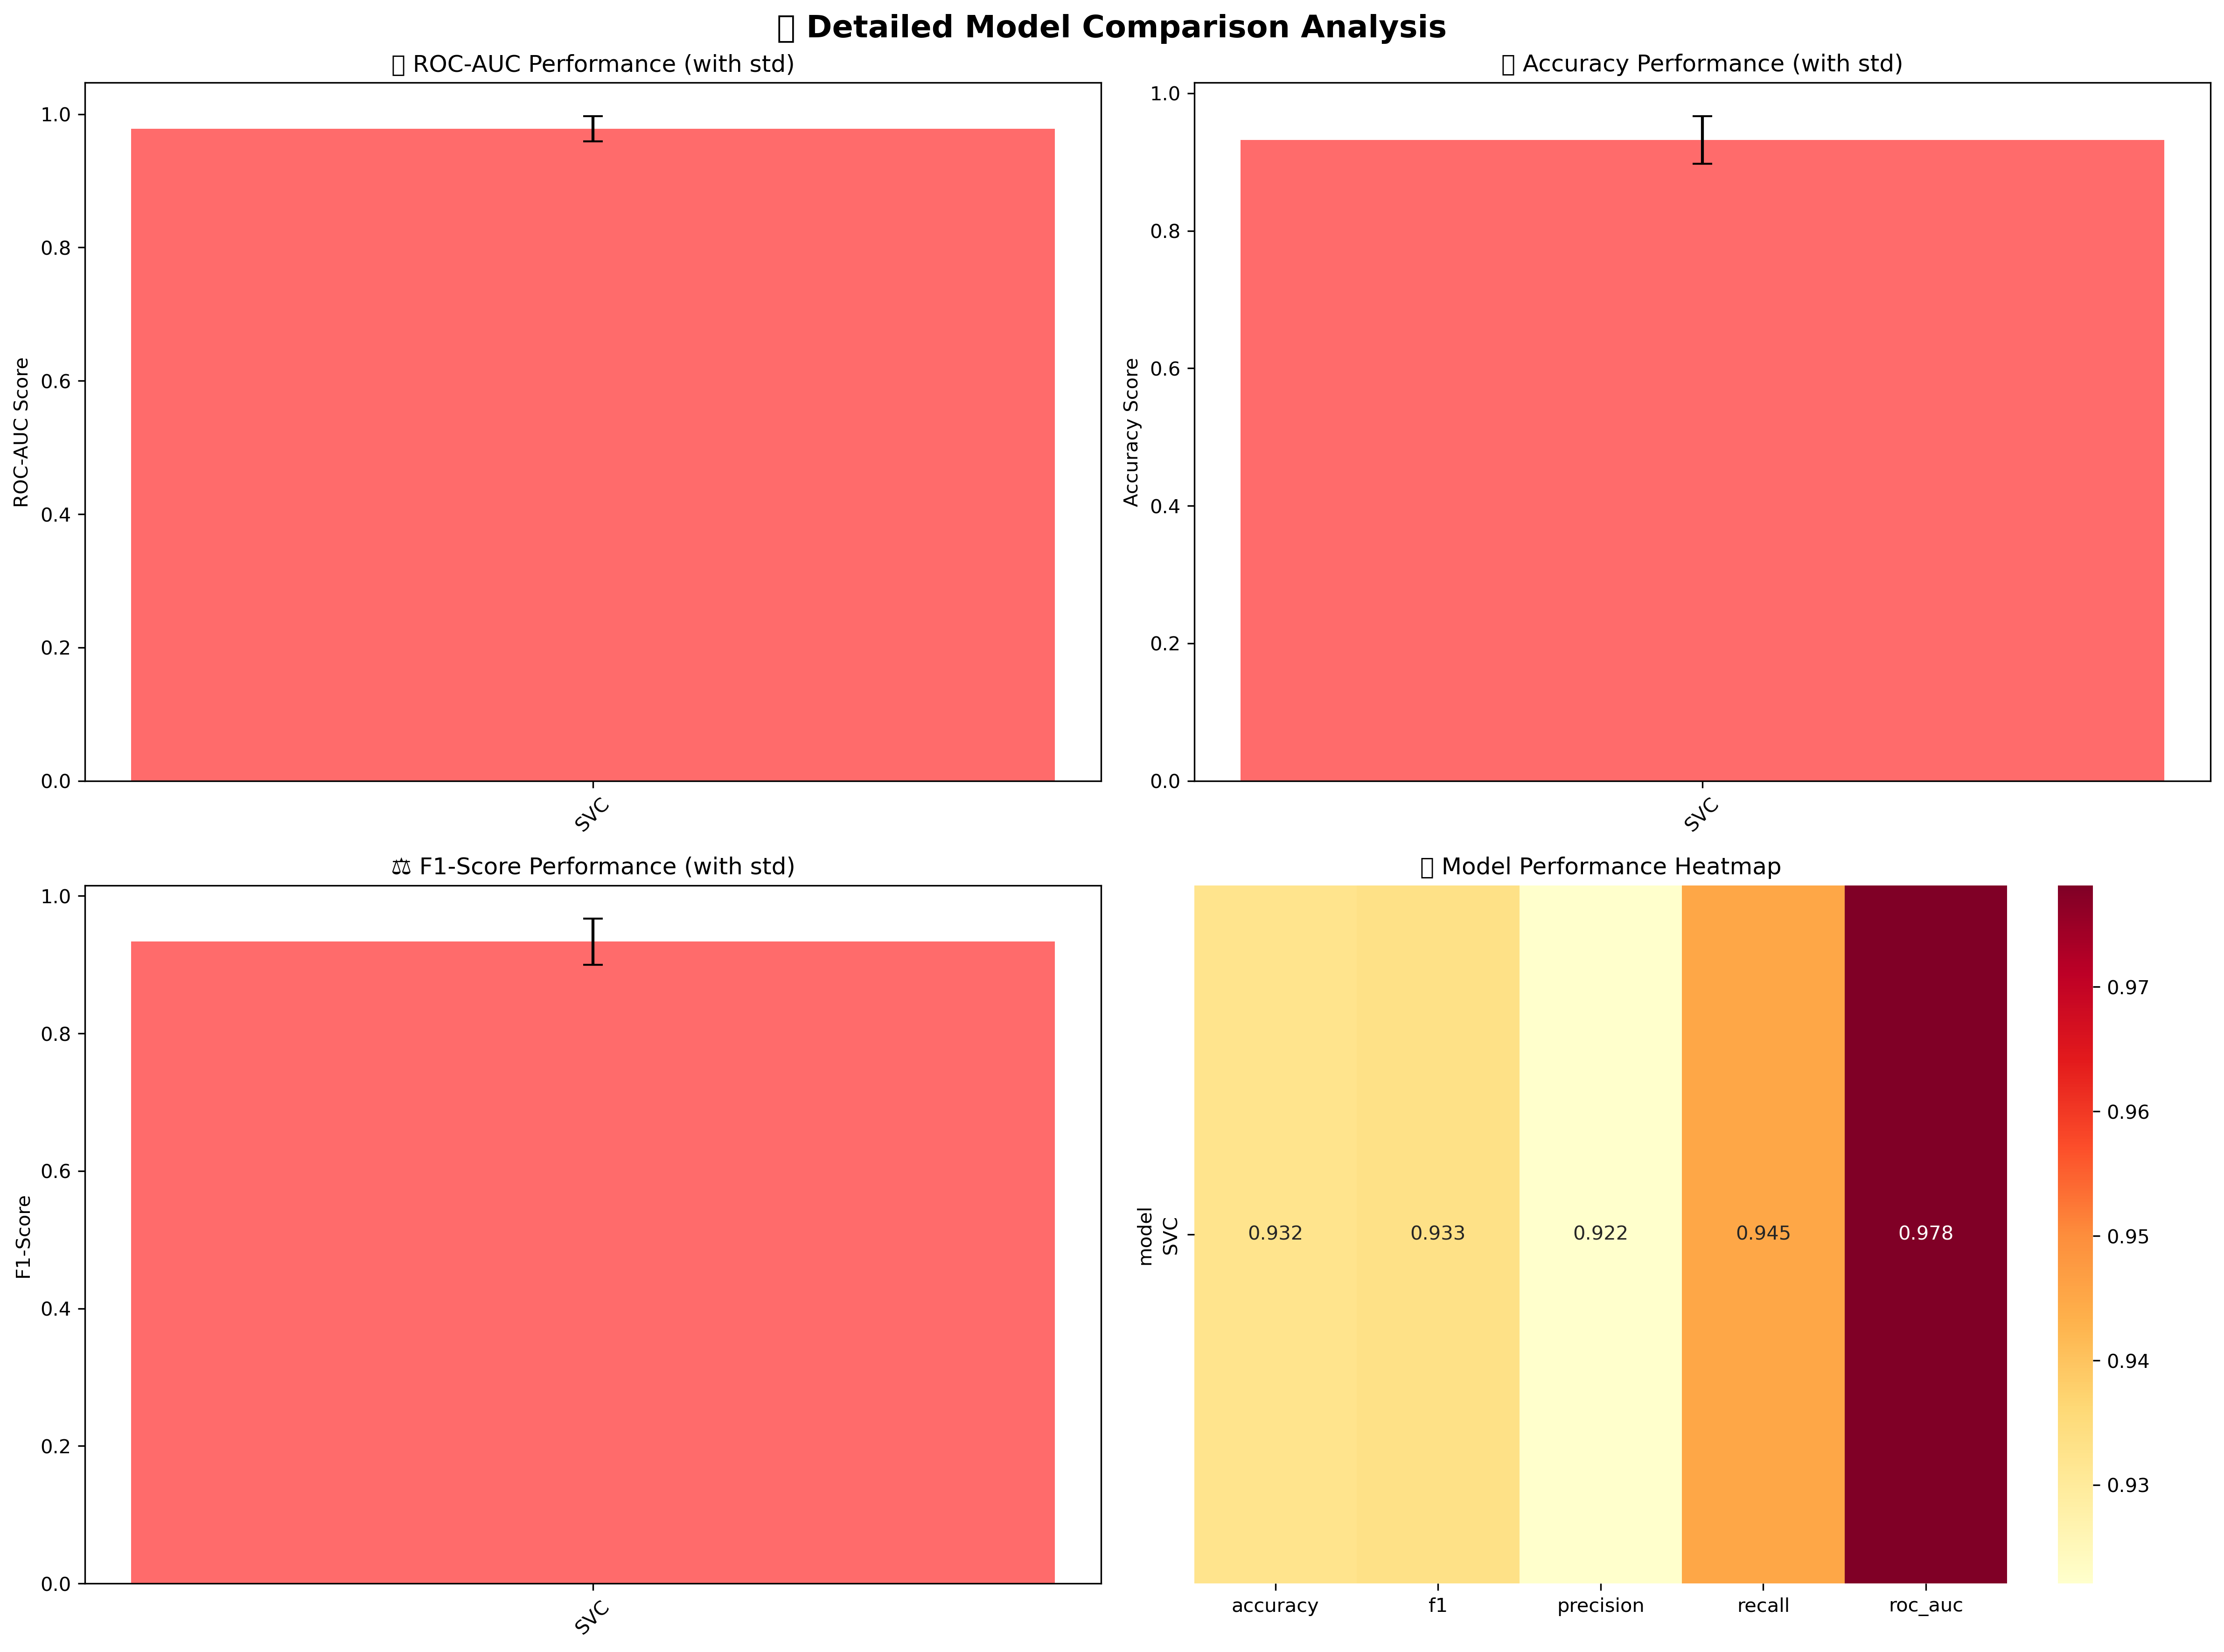 ▯ Detailed Model Comparison Analysis
▯ ROC-AUC Performance (with std)
1.0
0.8
0.6
0.4
0.2
0.0
ROC-AUC Score
SVC
▯ Accuracy Performance (with std)
1.0
0.8
0.6
0.4
0.2
0.0
Accuracy Score
SVC
⚖ F1-Score Performance (with std)
1.0
0.8
0.6
0.4
0.2
0.0
F1-Score
SVC
▯ Model Performance Heatmap
model
SVC
0.932 0.933 0.922 0.945 0.978
accuracy f1 precision recall roc_auc
0.97
0.96
0.95
0.94
0.93